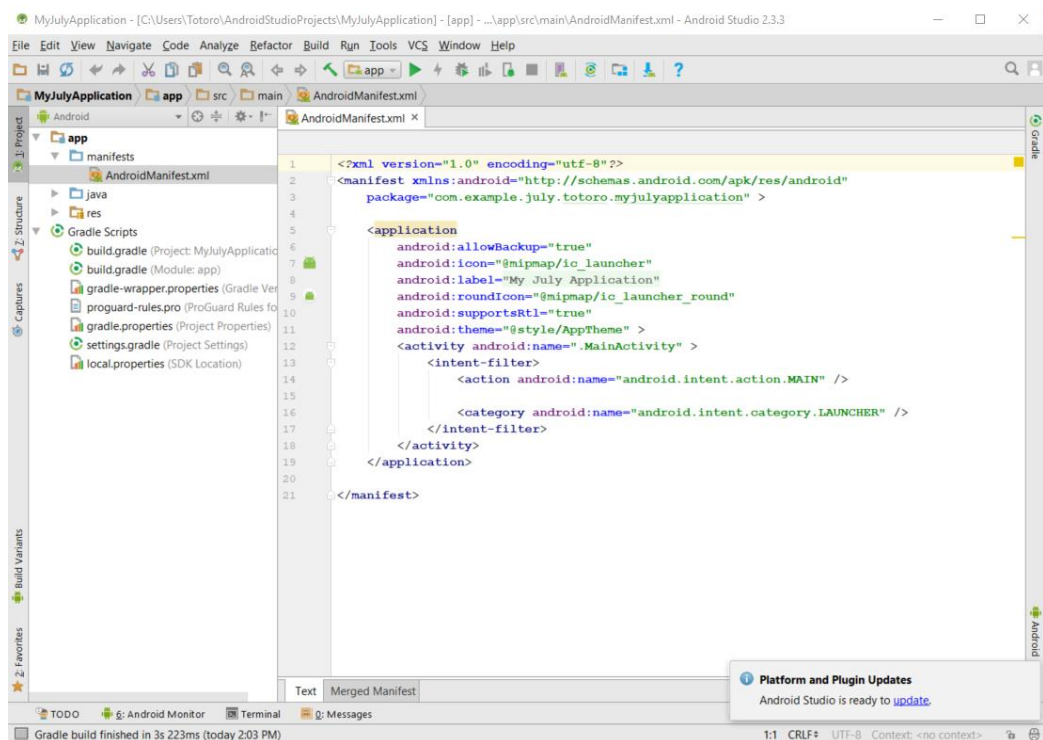 MyJulyApplication - [C:\Users\Totoro\AndroidStudioProjects\MyJulyApplication] - [app] - ...\app\src\main\AndroidManifest.xml - Android Studio 2.3.3
File Edit View Navigate Code Analyze Refactor Build Run Tools VCS Window Help
app
MyJulyApplication app src main AndroidManifest.xml
1: Project
Z: Structure
Captures
Build Variants
2: Favorites
Android
app
manifests
AndroidManifest.xml
java
res
Gradle Scripts
build.gradle (Project: MyJulyApplicatic
build.gradle (Module: app)
gradle-wrapper.properties (Gradle Ver
proguard-rules.pro (ProGuard Rules fo
gradle.properties (Project Properties)
settings.gradle (Project Settings)
local.properties (SDK Location)
AndroidManifest.xml ×
1 <?xml version="1.0" encoding="utf-8"?>
2 <manifest xmlns:android="http://schemas.android.com/apk/res/android"
3 package="com.example.july.totoro.myjulyapplication" >
4
5 <application
6 android:allowBackup="true"
7 android:icon="@mipmap/ic_launcher"
8 android:label="My July Application"
9 android:roundIcon="@mipmap/ic_launcher_round"
10 android:supportsRtl="true"
11 android:theme="@style/AppTheme" >
12 <activity android:name=".MainActivity" >
13 <intent-filter>
14 <action android:name="android.intent.action.MAIN" />
15
16 <category android:name="android.intent.category.LAUNCHER" />
17 </intent-filter>
18 </activity>
19 </application>
20
21 </manifest>
Gradle
Android
Text Merged Manifest
Platform and Plugin Updates
Android Studio is ready to update.
TODO 6: Android Monitor Terminal 0: Messages
Gradle build finished in 3s 223ms (today 2:03 PM) 1:1 CRLF UTF-8 Context: <no context>